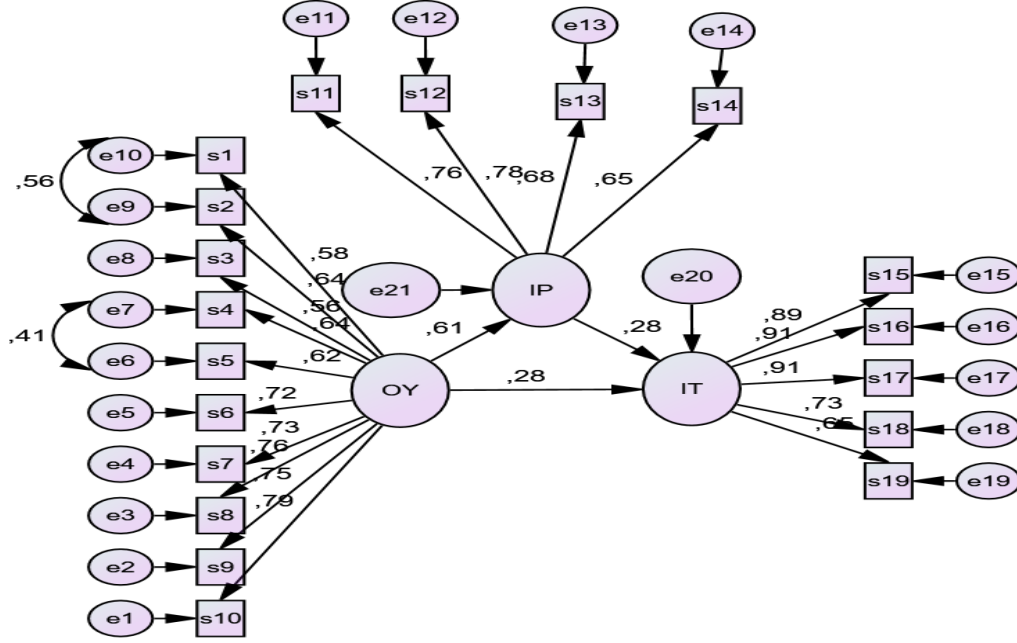 e11 e12 e13 e14
s11 s12 s13 s14
,76 ,78 ,68 ,65
e10 s1
,56
e9 s2
e8 s3
e7 s4
,41
e6 s5
e5 s6
e4 s7
e3 s8
e2 s9
e1 s10
,58
,64
,56
,64
,62
,72
,73
,76
,75
,79
e21 IP e20
,61 ,28
OY ,28 IT
,89 s15 e15
,91 s16 e16
,91 s17 e17
,73 s18 e18
,65 s19 e19